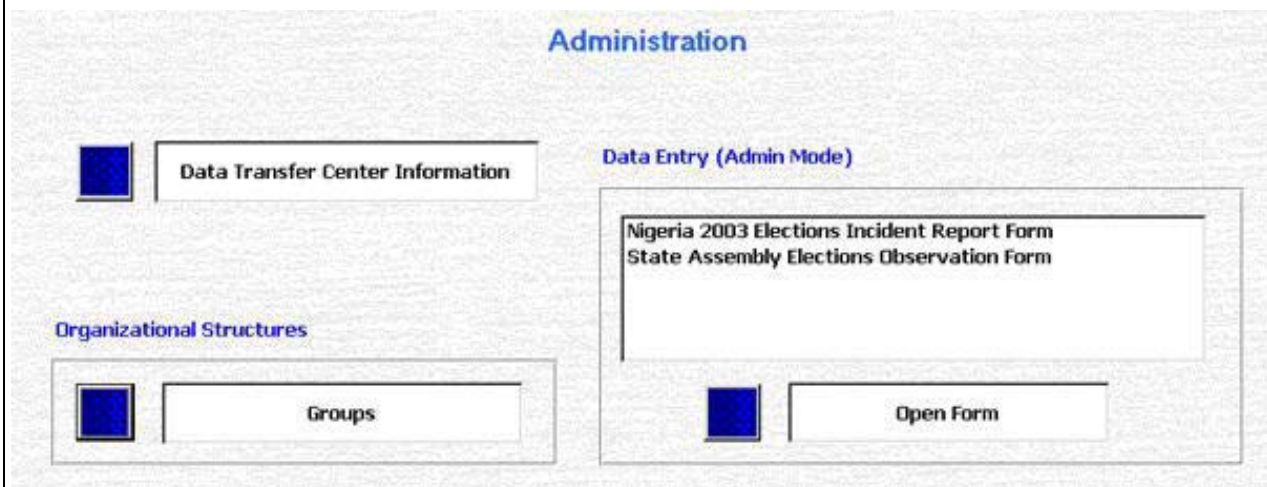 Administration
Data Transfer Center Information
Data Entry (Admin Mode)
Nigeria 2003 Elections Incident Report Form
State Assembly Elections Observation Form
Organizational Structures
Groups
Open Form